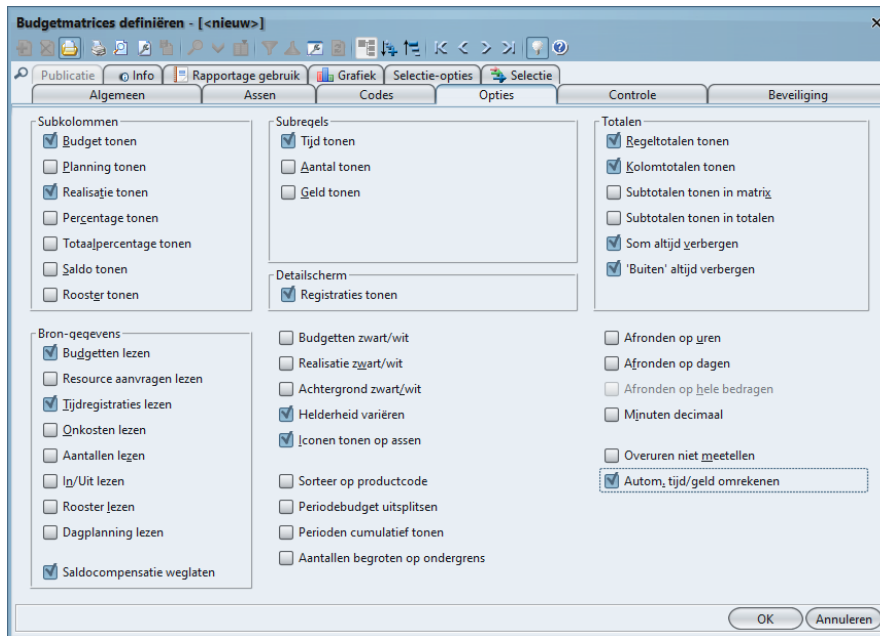 Budgetmatrices definiëren - [<nieuw>]
Publicatie Info Rapportage gebruik Grafiek Selectie-opties Selectie
Algemeen Assen Codes Opties Controle Beveiliging
Subkolommen
Budget tonen
Planning tonen
Realisatie tonen
Percentage tonen
Totaalpercentage tonen
Saldo tonen
Rooster tonen
Subregels
Tijd tonen
Aantal tonen
Geld tonen
Detailscherm
Registraties tonen
Totalen
Regeltotalen tonen
Kolomtotalen tonen
Subtotalen tonen in matrix
Subtotalen tonen in totalen
Som altijd verbergen
'Buiten' altijd verbergen
Bron-gegevens
Budgetten lezen
Resource aanvragen lezen
Tijdregistraties lezen
Onkosten lezen
Aantallen lezen
In/Uit lezen
Rooster lezen
Dagplanning lezen
Saldocompensatie weglaten
Budgetten zwart/wit
Realisatie zwart/wit
Achtergrond zwart/wit
Helderheid variëren
Iconen tonen op assen
Sorteer op productcode
Periodebudget uitsplitsen
Perioden cumulatief tonen
Aantallen begroten op ondergrens
Afronden op uren
Afronden op dagen
Afronden op hele bedragen
Minuten decimaal
Overuren niet meetellen
Autom. tijd/geld omrekenen
OK Annuleren